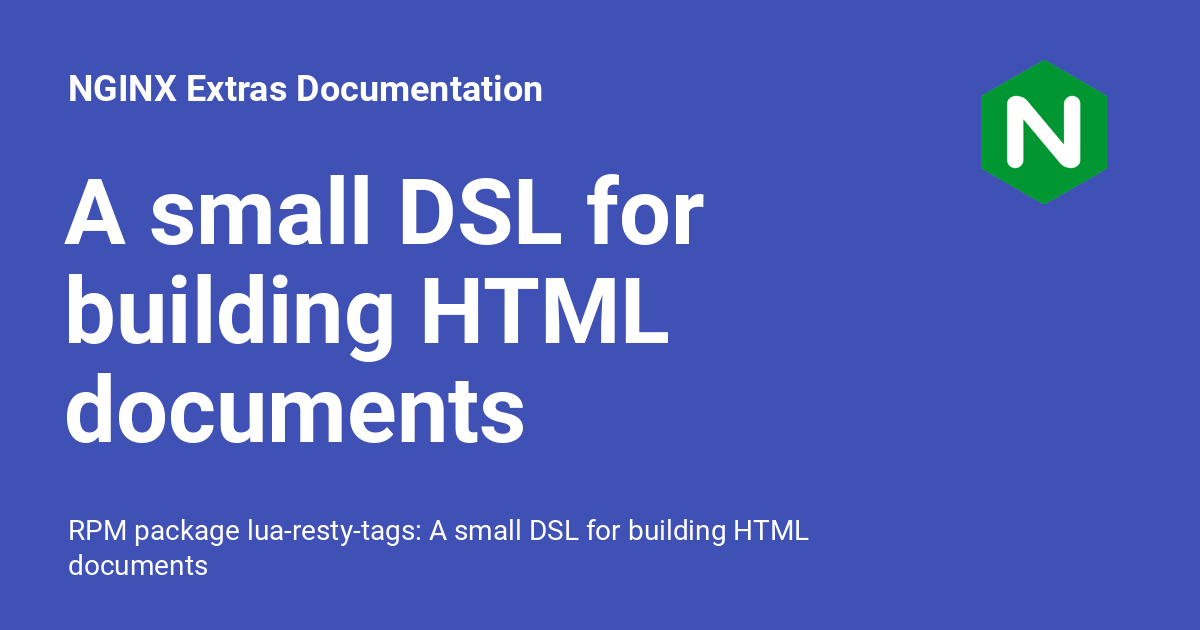 NGINX Extras Documentation
N
A small DSL for
building HTML
documents
RPM package lua-resty-tags: A small DSL for building HTML
documents